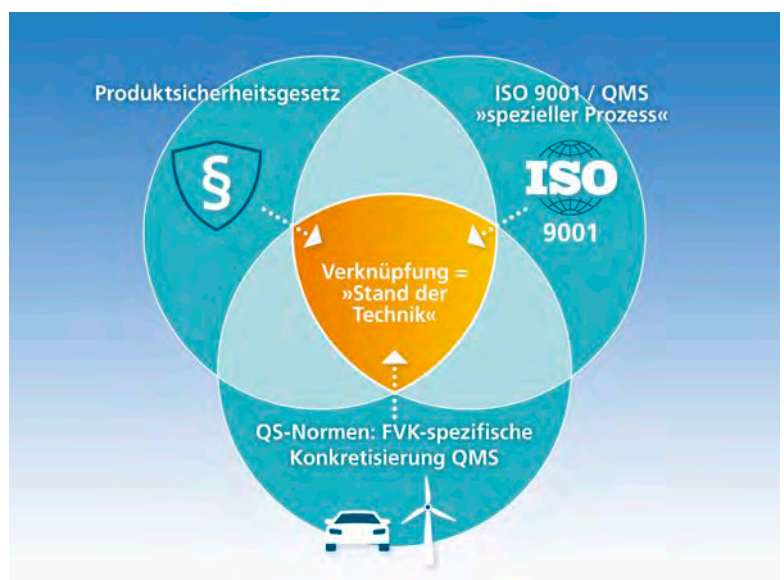 Produktsicherheitsgesetz
ISO 9001 / QMS
»spezieller Prozess«
§
ISO
9001
Verknüpfung =
»Stand der
Technik«
QS-Normen: FVK-spezifische
Konkretisierung QMS